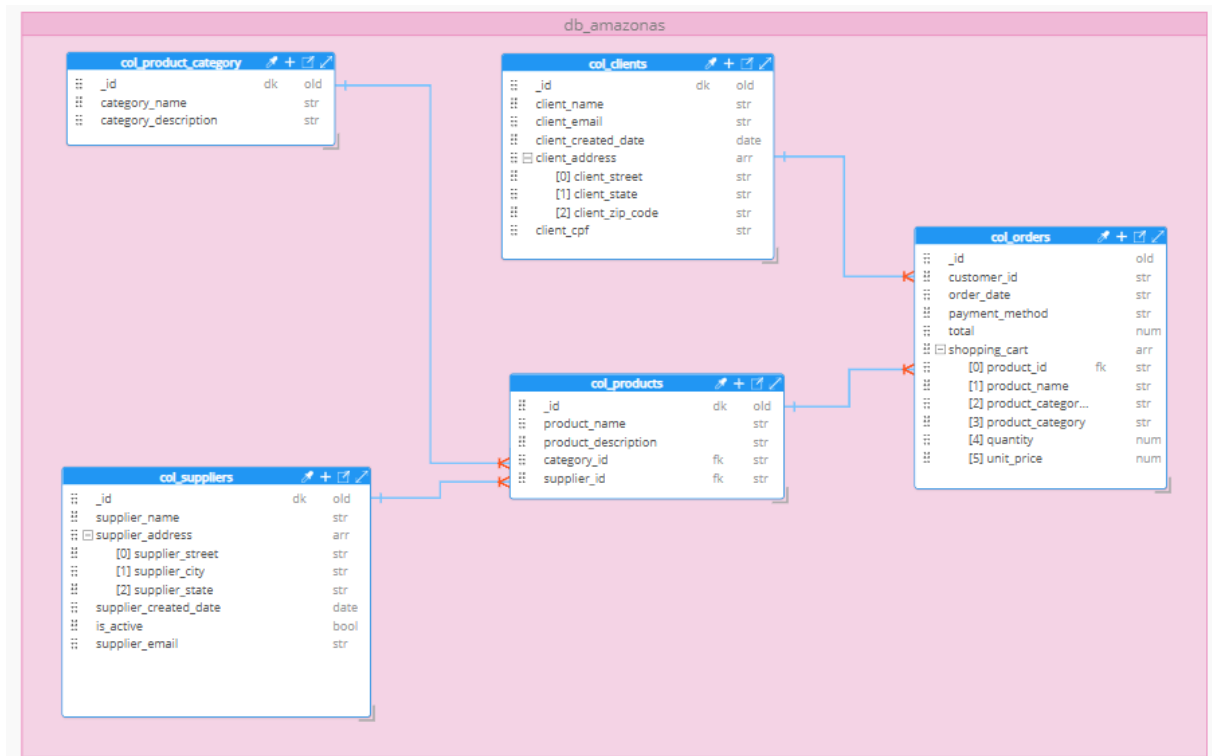 db_amazonas
col_product_category
_id dk oId
category_name str
category_description str
col_clients
_id dk oId
client_name str
client_email str
client_created_date date
client_address arr
[0] client_street str
[1] client_state str
[2] client_zip_code str
client_cpf str
col_orders
_id oId
customer_id str
order_date str
payment_method str
total num
shopping_cart arr
[0] product_id fk str
[1] product_name str
[2] product_categor... str
[3] product_category str
[4] quantity num
[5] unit_price num
col_products
_id dk oId
product_name str
product_description str
category_id fk str
supplier_id fk str
col_suppliers
_id dk oId
supplier_name str
supplier_address arr
[0] supplier_street str
[1] supplier_city str
[2] supplier_state str
supplier_created_date date
is_active bool
supplier_email str